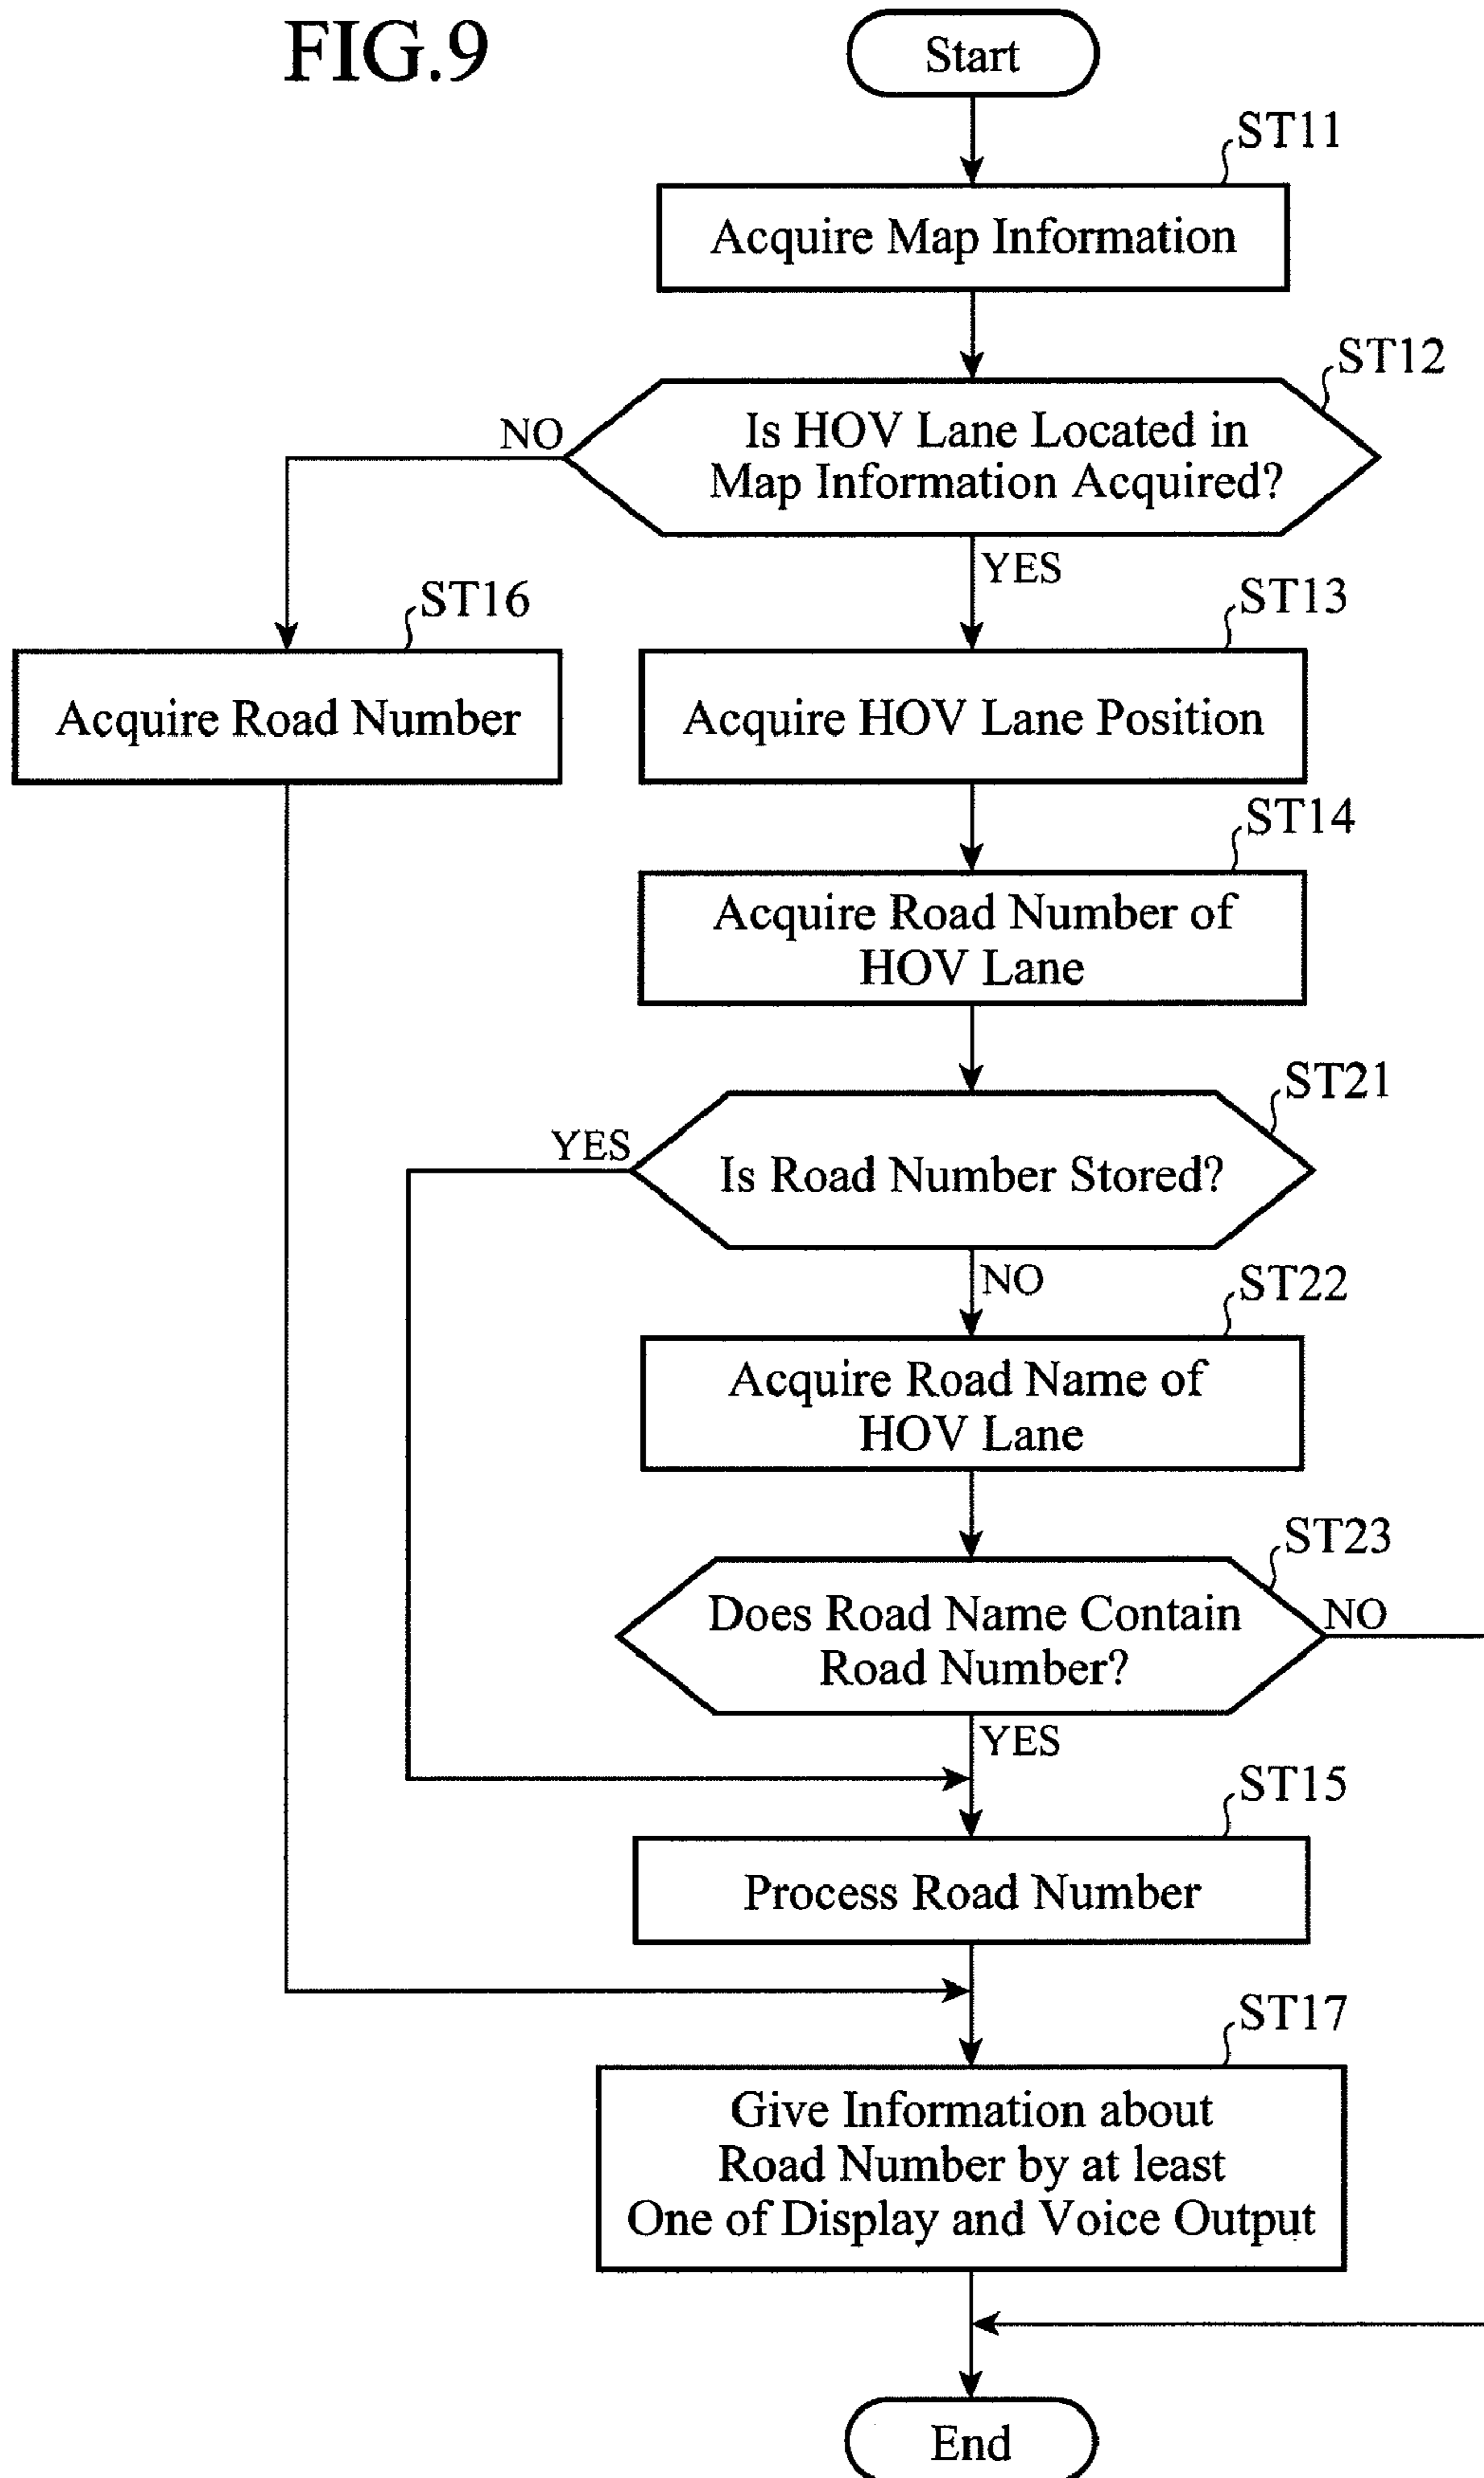 FIG.9
Start
ST11
Acquire Map Information
ST12
Is HOV Lane Located in
Map Information Acquired?
NO
YES
ST16
Acquire Road Number
ST13
Acquire HOV Lane Position
ST14
Acquire Road Number of
HOV Lane
ST21
Is Road Number Stored?
YES
NO
ST22
Acquire Road Name of
HOV Lane
ST23
Does Road Name Contain
Road Number?
NO
YES
ST15
Process Road Number
ST17
Give Information about
Road Number by at least
One of Display and Voice Output
End